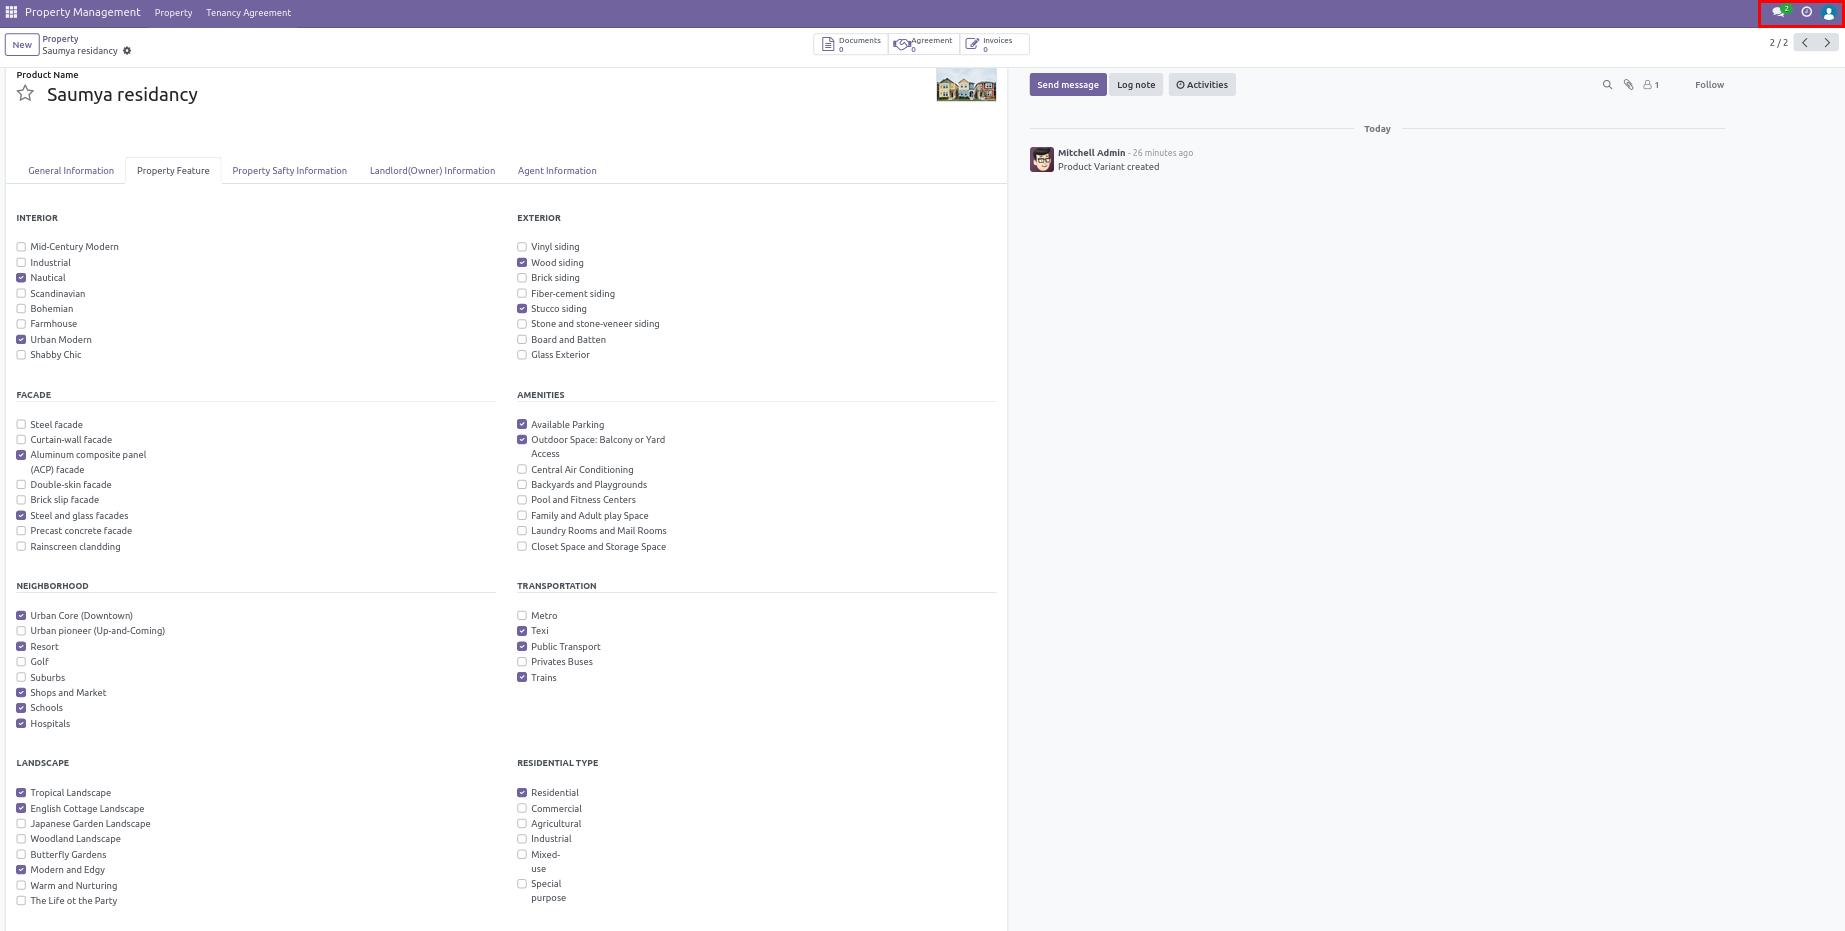 Property Management Property Tenancy Agreement 2
New Property
Saumya residancy
Documents
0
Agreement
0
Invoices
0
2 / 2
Product Name
Saumya residancy
Send message Log note Activities 1 Follow
Today
Mitchell Admin - 26 minutes ago
Product Variant created
General Information Property Feature Property Safty Information Landlord(Owner) Information Agent Information
INTERIOR
Mid-Century Modern
Industrial
Nautical
Scandinavian
Bohemian
Farmhouse
Urban Modern
Shabby Chic
EXTERIOR
Vinyl siding
Wood siding
Brick siding
Fiber-cement siding
Stucco siding
Stone and stone-veneer siding
Board and Batten
Glass Exterior
FACADE
Steel facade
Curtain-wall facade
Aluminum composite panel
(ACP) facade
Double-skin facade
Brick slip facade
Steel and glass facades
Precast concrete facade
Rainscreen clandding
AMENITIES
Available Parking
Outdoor Space: Balcony or Yard
Access
Central Air Conditioning
Backyards and Playgrounds
Pool and Fitness Centers
Family and Adult play Space
Laundry Rooms and Mail Rooms
Closet Space and Storage Space
NEIGHBORHOOD
Urban Core (Downtown)
Urban pioneer (Up-and-Coming)
Resort
Golf
Suburbs
Shops and Market
Schools
Hospitals
TRANSPORTATION
Metro
Texi
Public Transport
Privates Buses
Trains
LANDSCAPE
Tropical Landscape
English Cottage Landscape
Japanese Garden Landscape
Woodland Landscape
Butterfly Gardens
Modern and Edgy
Warm and Nurturing
The Life ot the Party
RESIDENTIAL TYPE
Residential
Commercial
Agricultural
Industrial
Mixed-
use
Special
purpose